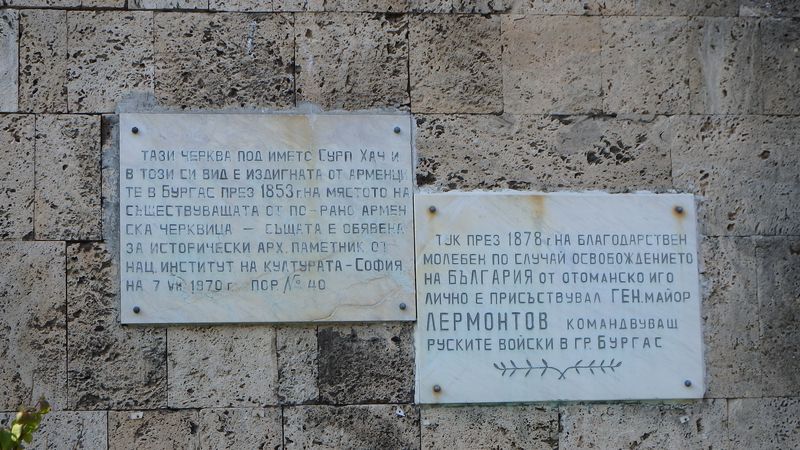 ТАЗИ ЧЕРКВА ПОД ИМЕТО СУРП ХАЧ И
В ТОЗИ СИ ВИД Е ИЗДИГНАТА ОТ АРМЕНЦИ
ТЕ В БУРГАС ПРЕЗ 1853 г. НА МЯСТОТО НА
СЪЩЕСТВУВАЩАТА ОТ ПО-РАНО АРМЕН
СКА ЧЕРКВИЦА – СЪЩАТА Е ОБЯВЕНА
ЗА ИСТОРИЧЕСКИ АРХ. ПАМЕТНИК ОТ
НАЦ. ИНСТИТУТ НА КУЛТУРАТА-СОФИЯ
НА 7 VII 1970 г. ПОР № 40
ТУК ПРЕЗ 1878 г. НА БЛАГОДАРСТВЕН
МОЛЕБЕН ПО СЛУЧАЙ ОСВОБОЖДЕНИЕТО
НА БЪЛГАРИЯ ОТ ОТОМАНСКО ИГО
ЛИЧНО Е ПРИСЪСТВУВАЛ ГЕН. МАЙОР
ЛЕРМОНТОВ КОМАНДВУВАЩ
РУСКИТЕ ВОЙСКИ В ГР. БУРГАС